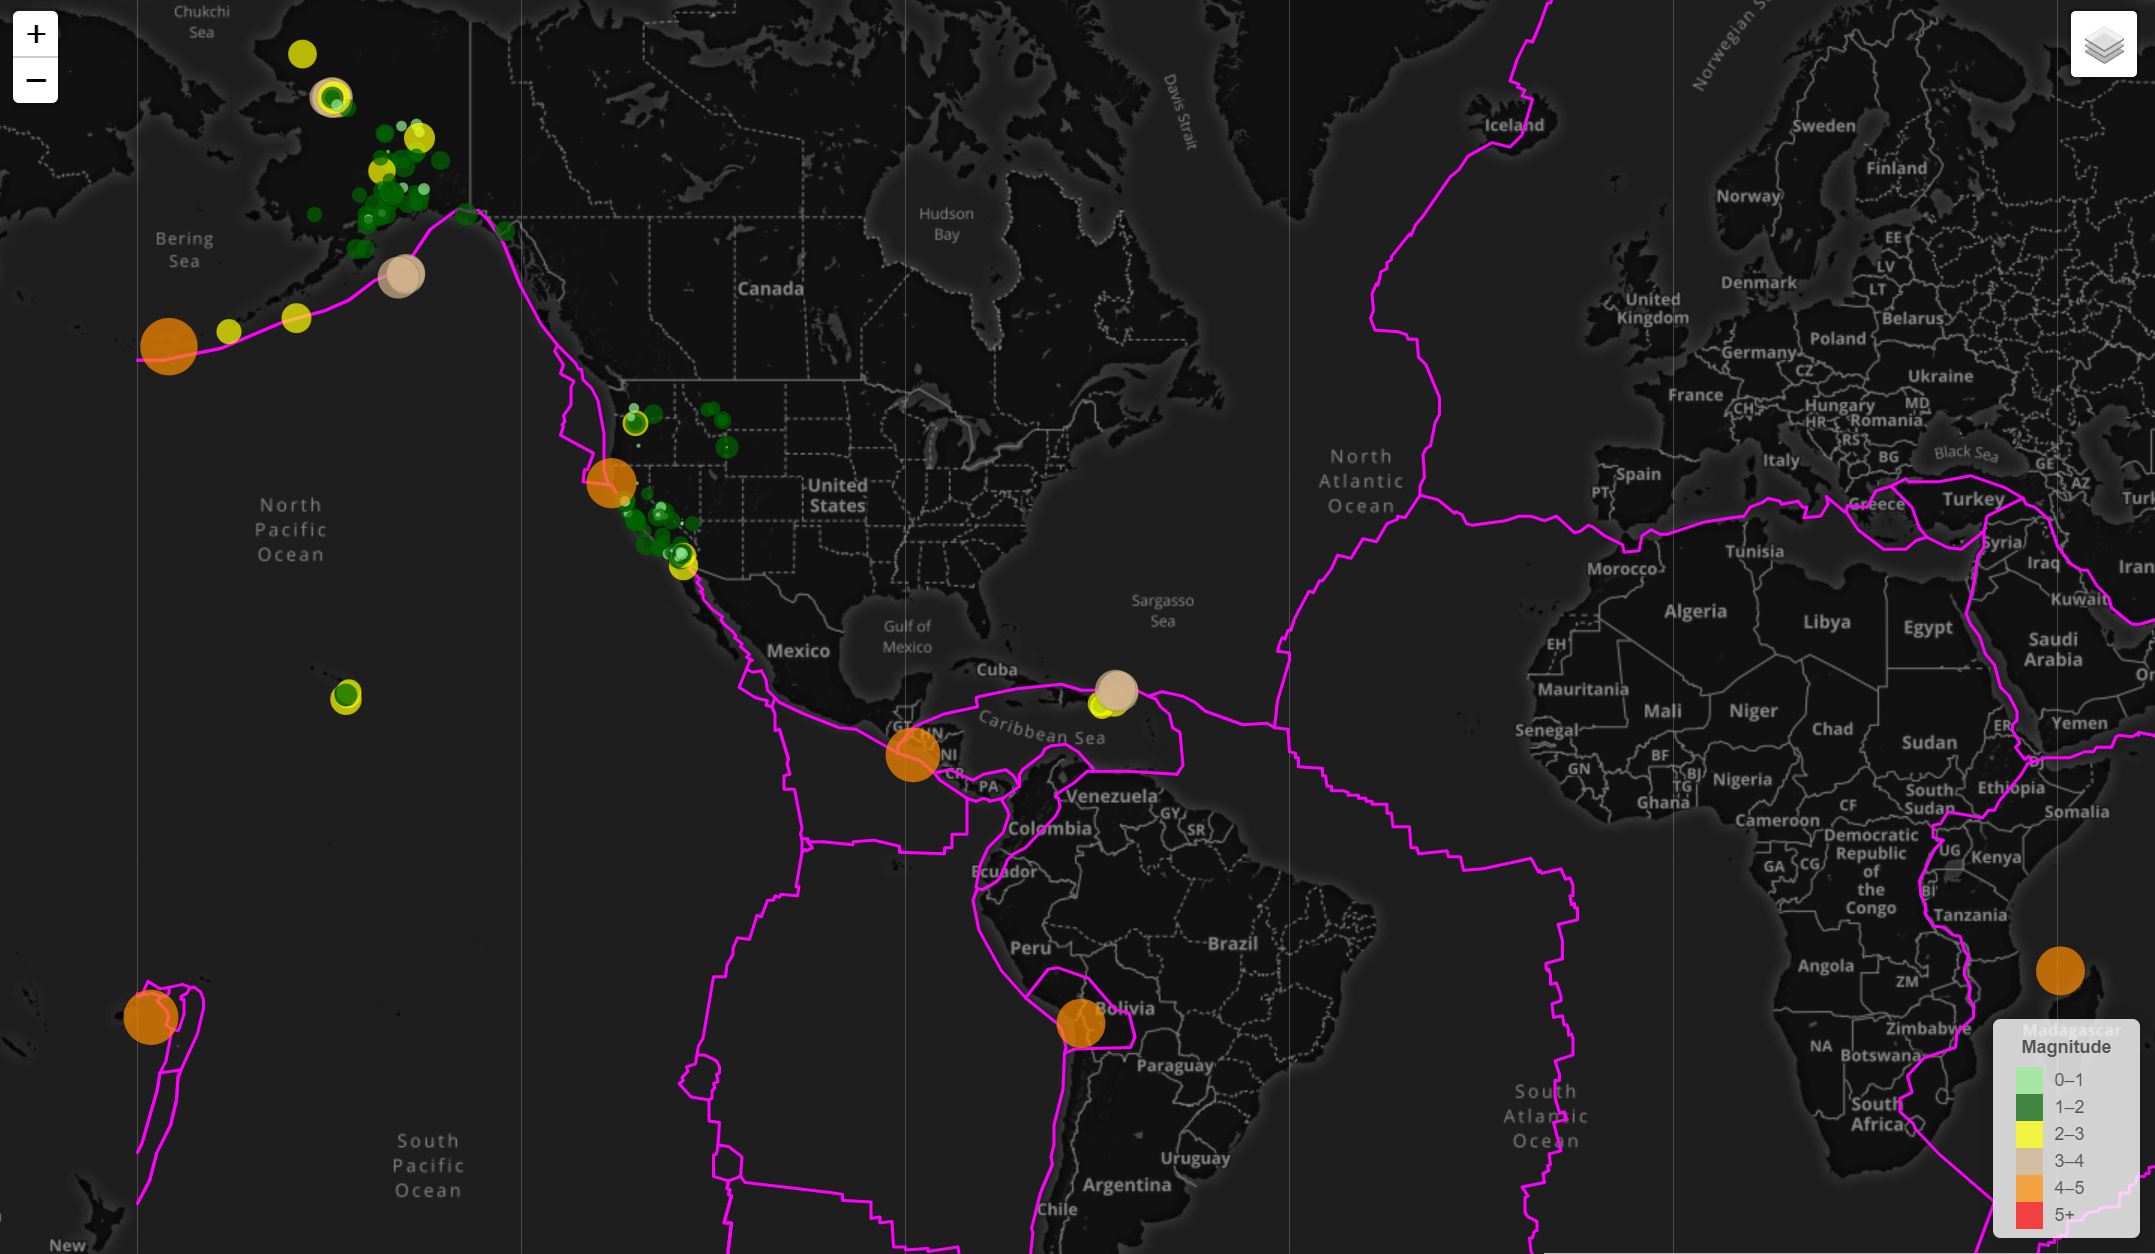 +
−
Chukchi
Sea
Bering
Sea
Davis Strait
Hudson
Bay
Canada
United
States
Mexico
Gulf of
Mexico
Cuba
Sargasso
Sea
Caribbean Sea
GT
HN
NI
CR
PA
Venezuela
Colombia
GY
SR
Ecuador
Peru
Brazil
Bolivia
Paraguay
Uruguay
Argentina
Chile
North
Pacific
Ocean
South
Pacific
Ocean
New
North
Atlantic
Ocean
South
Atlantic
Ocean
Iceland
Sweden
Finland
Norway
EE
LV
LT
Denmark
United
Kingdom
Belarus
Poland
Germany
CZ
Ukraine
France
CH
Hungary
MD
HR
Romania
RS
BG
Black Sea
Italy
GE
AZ
Spain
PT
Greece
Turkey
Syria
Iraq
Iran
Kuwait
Tunisia
Morocco
Algeria
Libya
Egypt
Saudi
Arabia
EH
Mauritania
Mali
Niger
Chad
Sudan
ER
Yemen
Senegal
BF
GN
BJ
TG
Nigeria
Ghana
Cameroon
CF
South
Sudan
Ethiopia
Somalia
Democratic
Republic
of
the
Congo
GA
CG
UG
Kenya
BI
Tanzania
Angola
ZM
Zimbabwe
NA
Botswana
South
Africa
Madagascar
Magnitude
0–1
1–2
2–3
3–4
4–5
5+